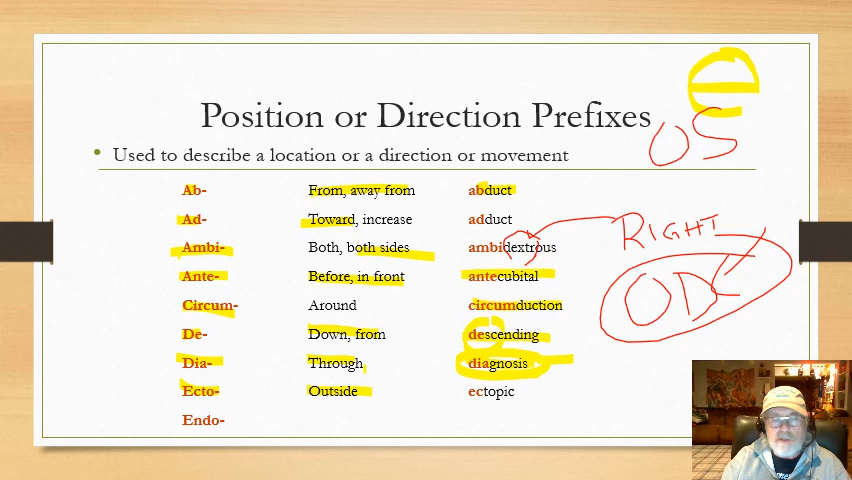 Position or Direction Prefixes
OS
• Used to describe a location or a direction or movement
Ab- From, away from abduct
Ad- Toward, increase adduct
RIGHT
Ambi- Both, both sides ambidextrous
Ante- Before, in front antecubital
OD
Circum- Around circumduction
De- Down, from descending
Dia- Through diagnosis
Ecto- Outside ectopic
Endo-